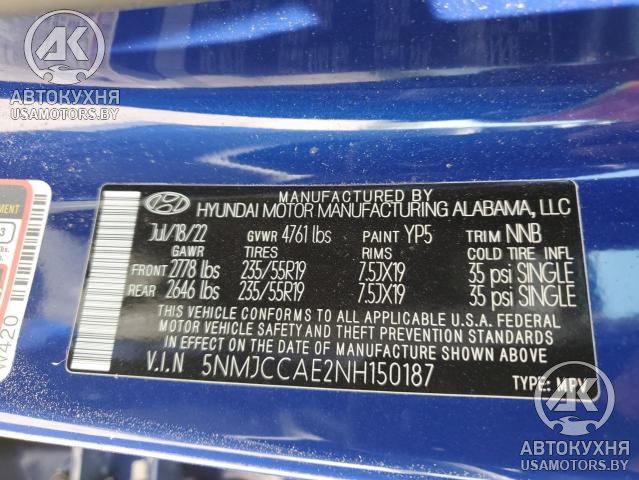 AK
АВТОКУХНЯ
USAMOTORS.BY
MANUFACTURED BY
HYUNDAI MOTOR MANUFACTURING ALABAMA, LLC
Jul/18/22 GVWR 4761 lbs PAINT YP5 TRIM NNB
GAWR TIRES RIMS COLD TIRE INFL
FRONT 2778 lbs 235/55R19 7.5JX19 35 psi SINGLE
REAR 2646 lbs 235/55R19 7.5JX19 35 psi SINGLE
THIS VEHICLE CONFORMS TO ALL APPLICABLE U.S. FEDERAL
MOTOR VEHICLE SAFETY AND THEFT PREVENTION STANDARDS
IN EFFECT ON THE DATE OF MANUFACTURE SHOWN ABOVE.
V.I.N 5NMJCCAE2NH150187 TYPE: MPV
3
W420
AK
АВТОКУХНЯ
USAMOTORS.BY